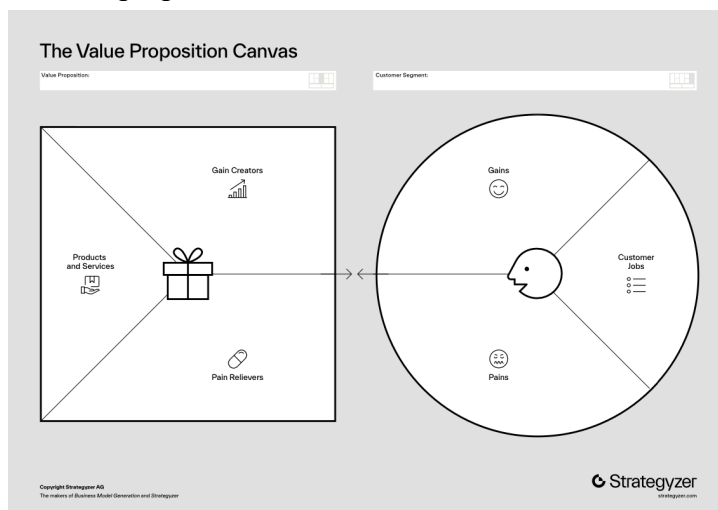 The Value Proposition Canvas
Value Proposition:
Customer Segment:
Gain Creators
Gains
Products
and Services
Customer
Jobs
Pain Relievers
Pains
Copyright Strategyzer AG
The makers of Business Model Generation and Strategyzer
Strategyzer
strategyzer.com